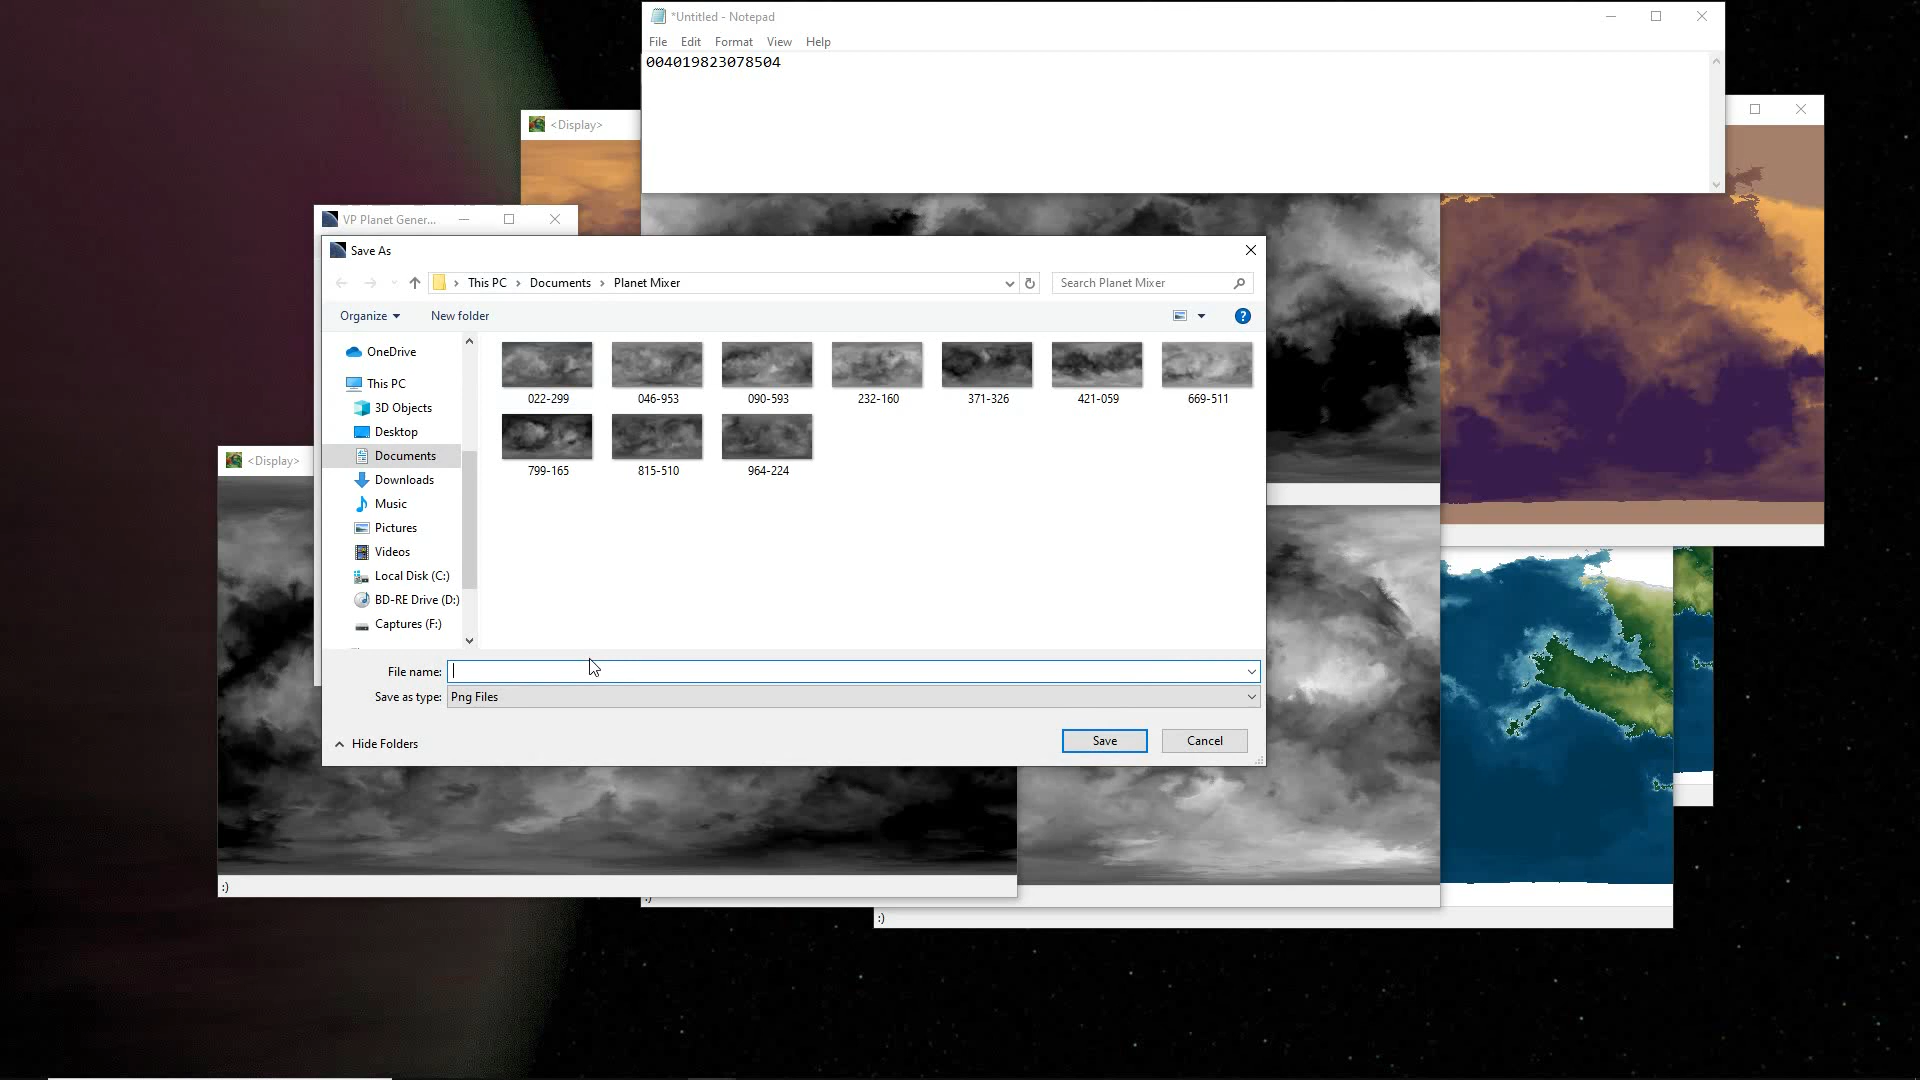 *Untitled - Notepad
File Edit Format View Help
004019823078504
<Display>
VP Planet Gener...
Save As
This PC > Documents > Planet Mixer
Search Planet Mixer
Organize
New folder
OneDrive
This PC
3D Objects
Desktop
Documents
Downloads
Music
Pictures
Videos
Local Disk (C:)
BD-RE Drive (D:)
Captures (F:)
022-299 046-953 090-593 232-160 371-326 421-059 669-511
799-165 815-510 964-224
File name:
Save as type: Png Files
Hide Folders
Save
Cancel
<Display>
:)
:)
:)